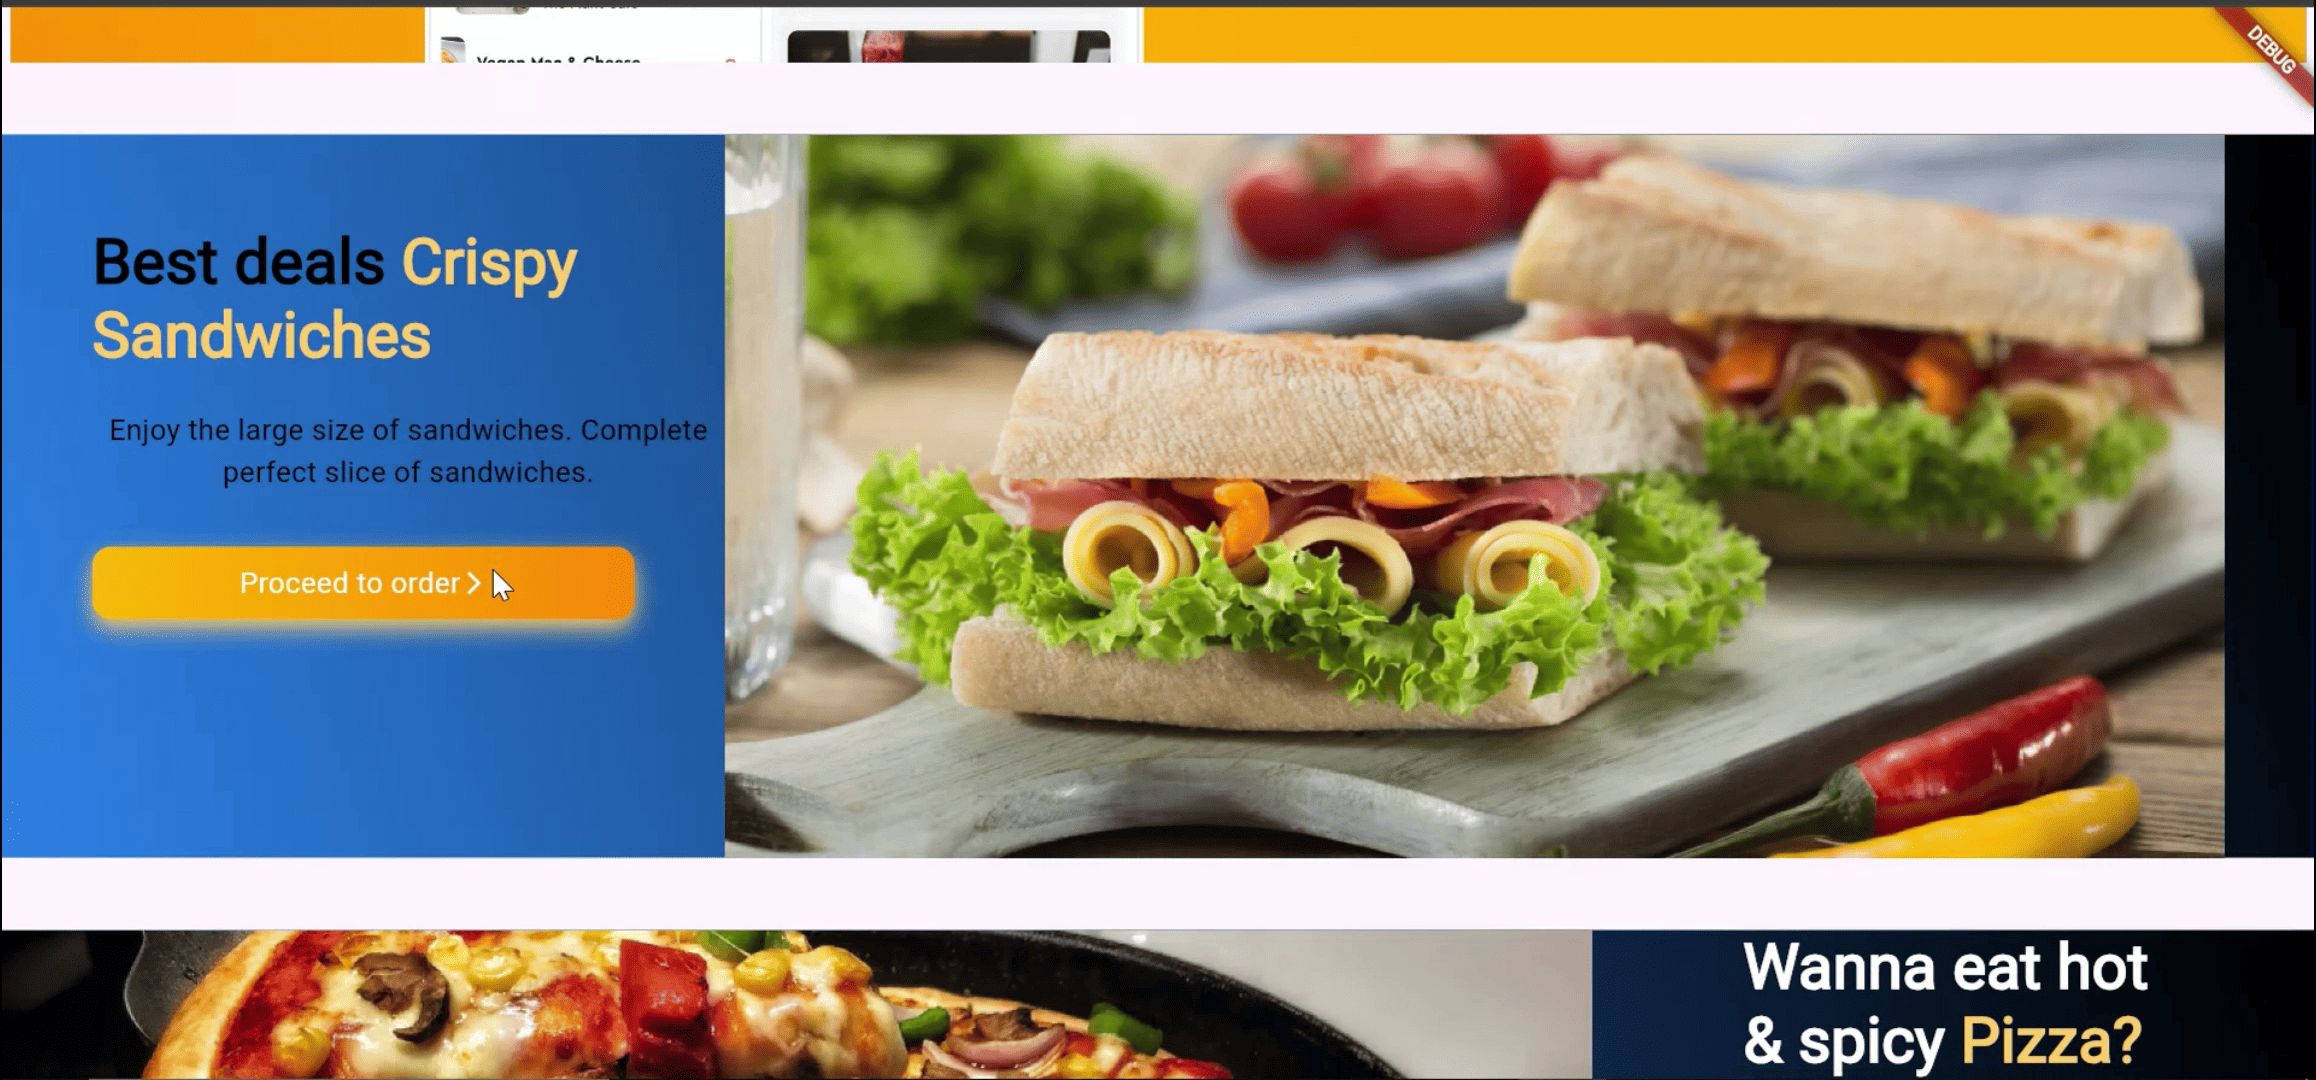 DEBUG
Vegan Mac & Cheese
Best deals Crispy
Sandwiches
Enjoy the large size of sandwiches. Complete
perfect slice of sandwiches.
Proceed to order
Wanna eat hot
& spicy Pizza?